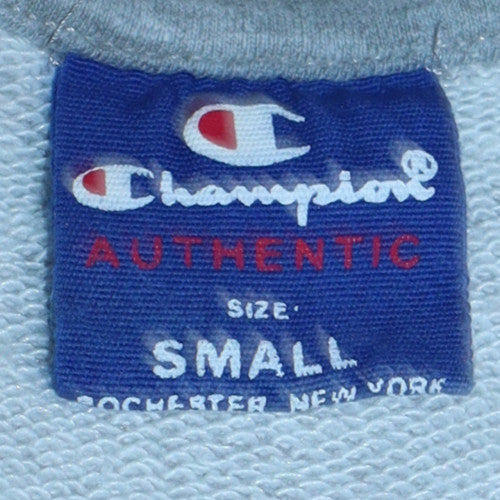 Champion®
AUTHENTIC
SIZE:
SMALL
ROCHESTER NEW YORK